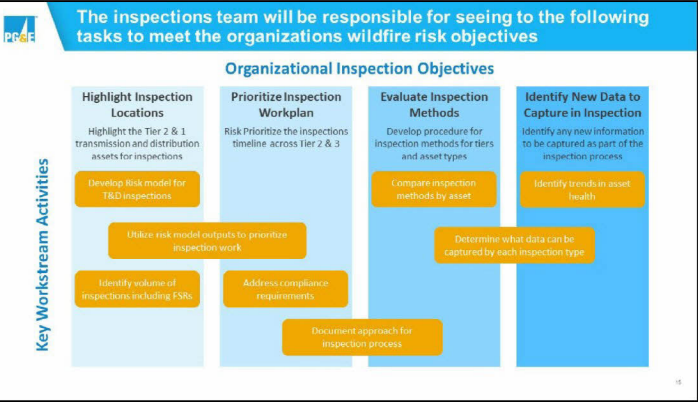 PG&E
The inspections team will be responsible for seeing to the following
tasks to meet the organizations wildfire risk objectives
Organizational Inspection Objectives
Key Workstream Activities
Highlight Inspection
Locations
Highlight the Tier 2 & 1
transmission and distribution
assets for inspections
Prioritize Inspection
Workplan
Risk Prioritize the inspections
timeline across Tier 2 & 3
Evaluate Inspection
Methods
Develop procedure for
inspection methods for tiers
and asset types
Identify New Data to
Capture in Inspection
Identify any new information
to be captured as part of the
inspection process
Develop Risk model for
T&D inspections
Compare inspection
methods by asset
Identify trends in asset
health
Utilize risk model outputs to prioritize
inspection work
Determine what data can be
captured by each inspection type
Identify volume of
inspections including FSRs
Address compliance
requirements
Document approach for
inspection process
15